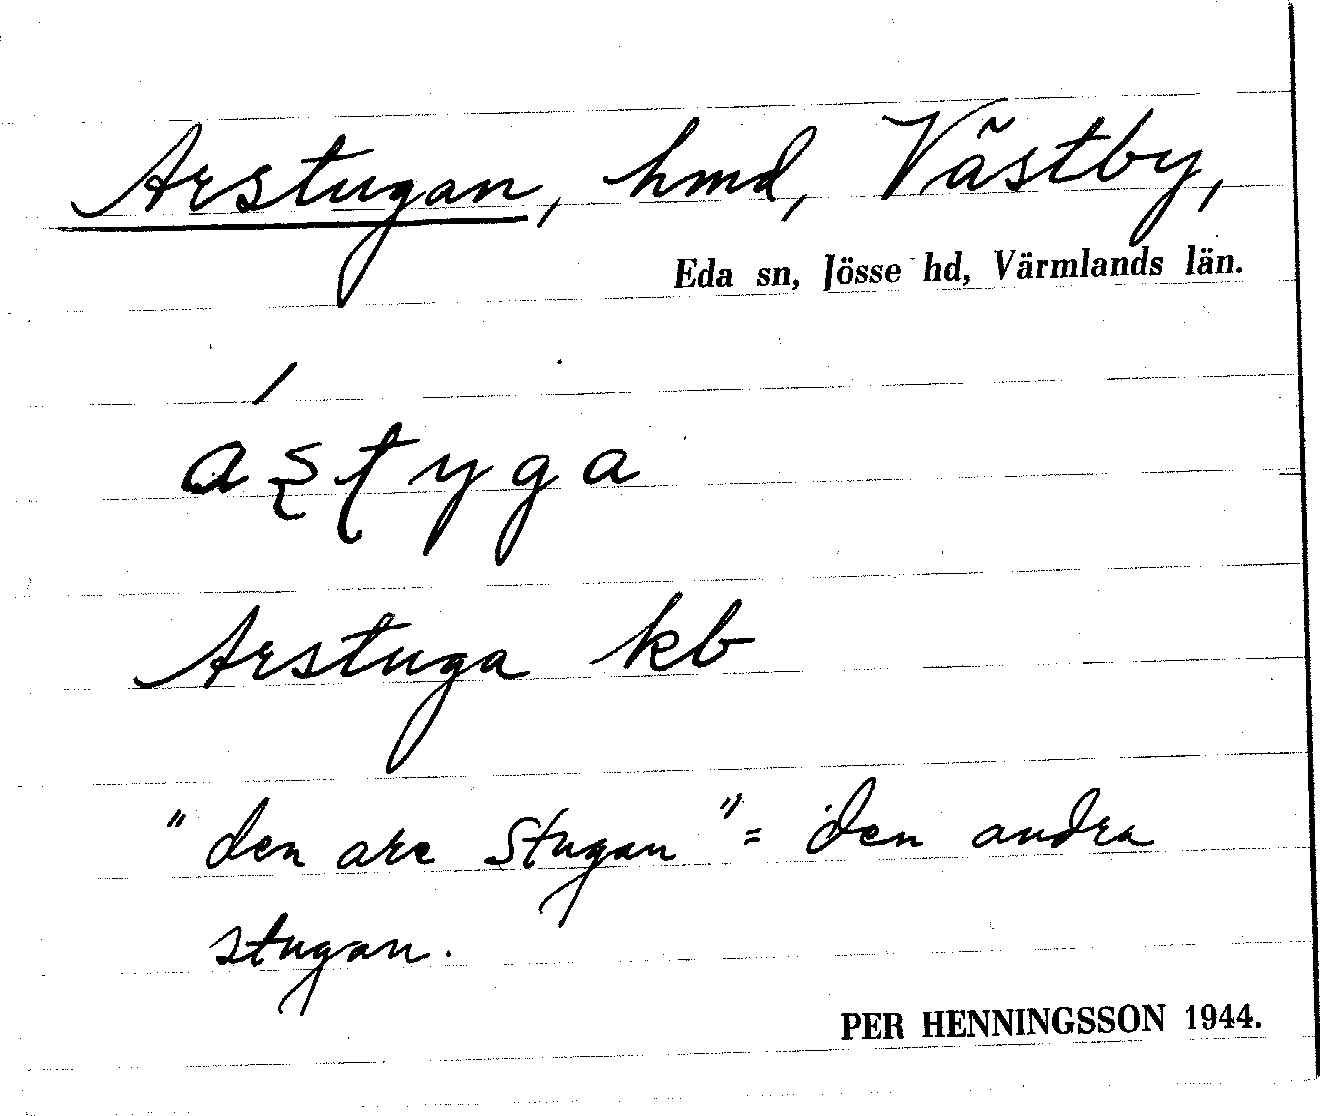 Arstugan, hmd, Västby,
Eda sn, Jösse hd, Värmlands län.
áʂʈyga
Arstuga kb
"den are Stugan" = den andra
stugan.
PER HENNINGSSON 1944.